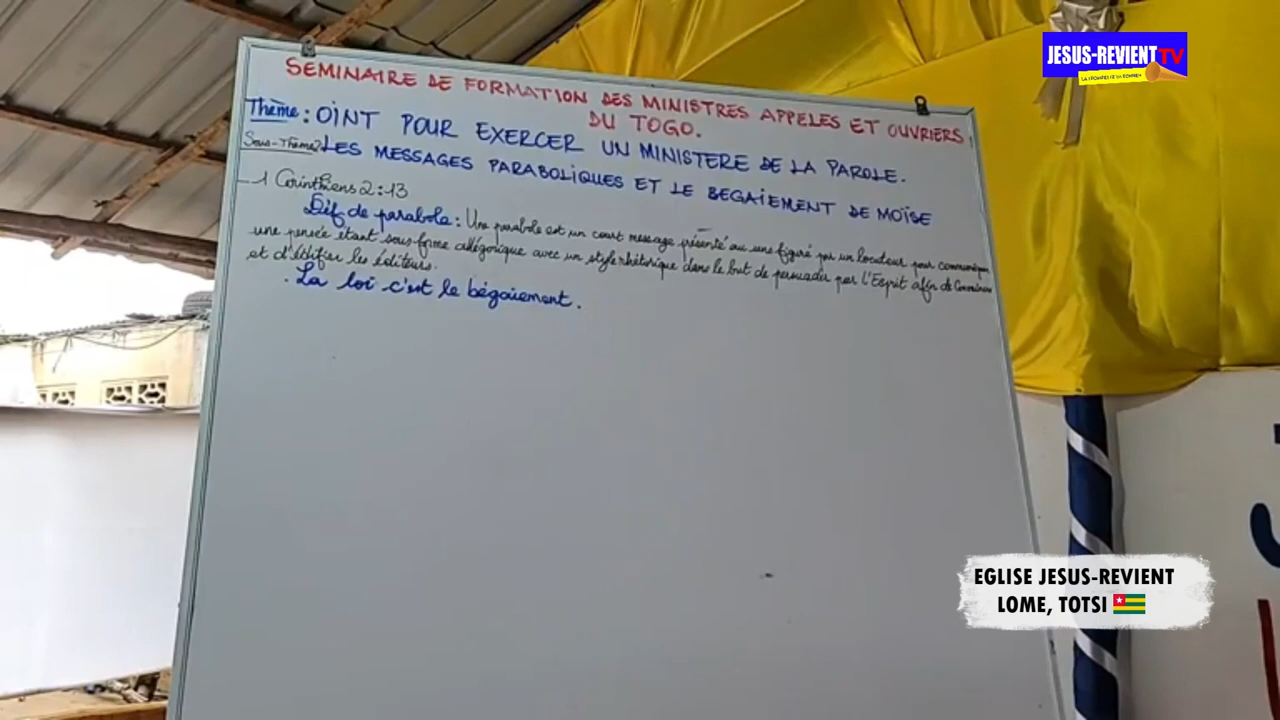 JESUS-REVIENT TV
SEMINAIRE DE FORMATION DES MINISTRES APPELES ET OUVRIERS
DU TOGO.
Thème : OINT POUR EXERCER UN MINISTERE DE LA PAROLE.
Sous-Thème2 LES MESSAGES PARABOLIQUES ET LE BEGAIEMENT DE MOÏSE
1 Corinthiens 2:13
Déf de parabole : Une parabole est un court message présenté au sens figuré par un locuteur pour communiquer
une pensée étant sous forme allégorique avec un style rhétorique dans le but de persuader par l'Esprit afin de
et d'édifier les éditeurs.
. La loi c'est le bégaiement.
EGLISE JESUS-REVIENT
LOME, TOTSI